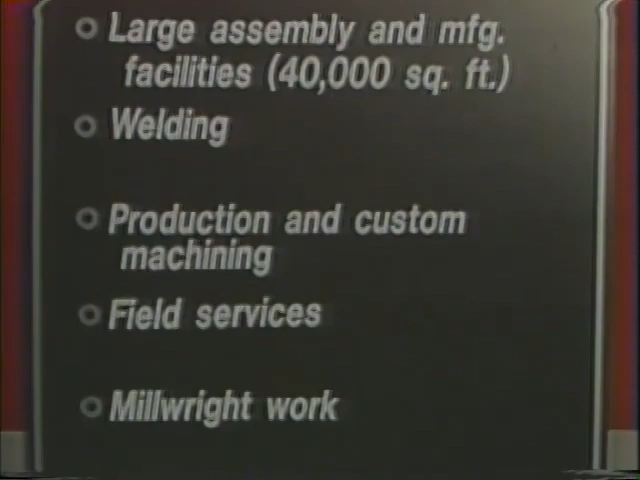 Large assembly and mfg.
facilities (40,000 sq. ft.)
Welding
Production and custom
machining
Field services
Millwright work